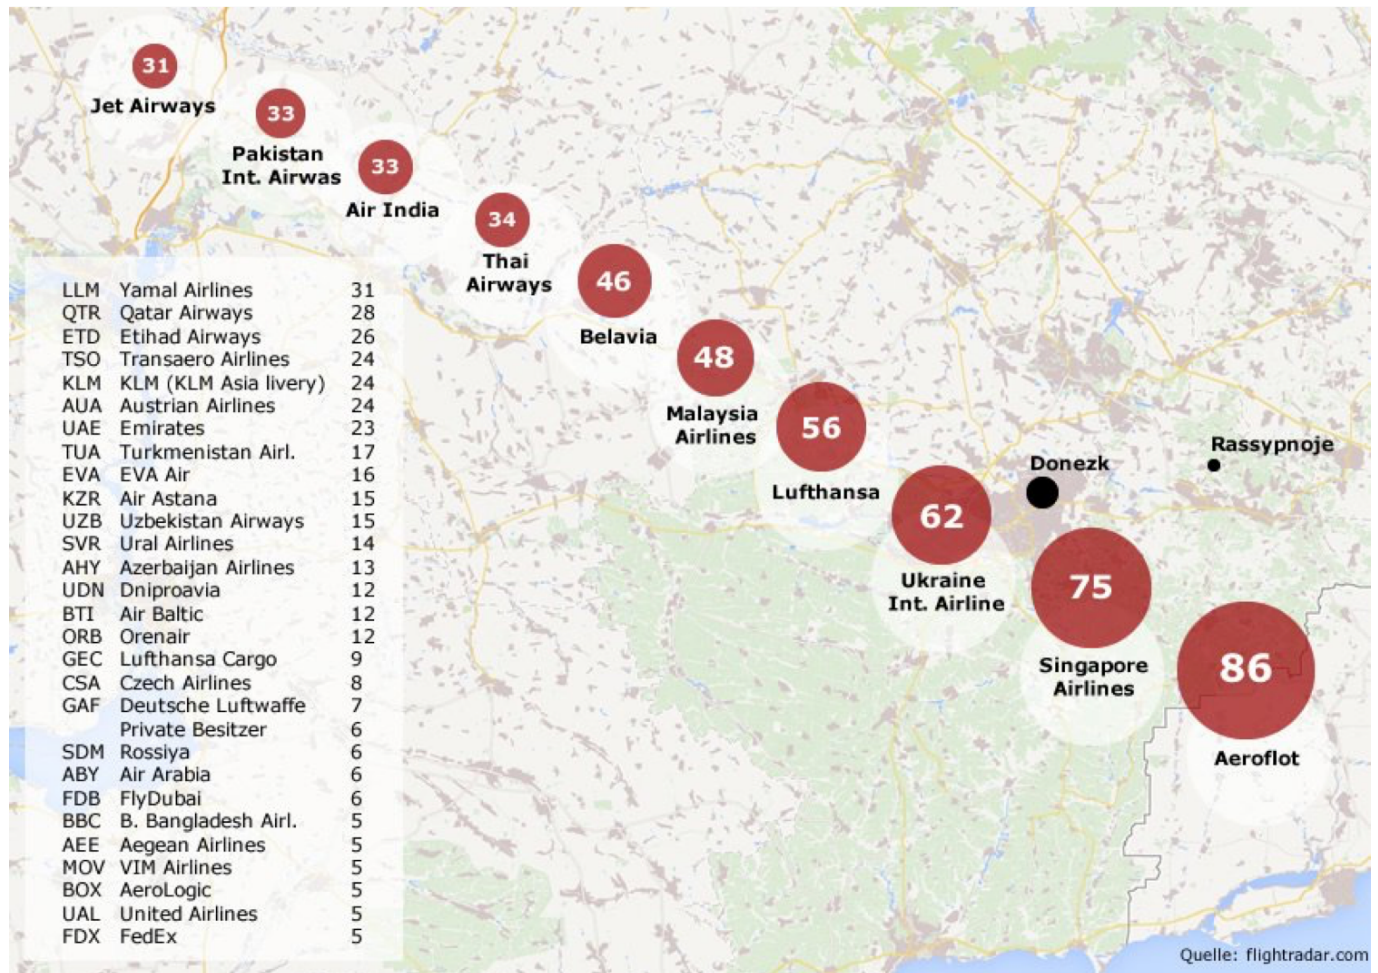 31
Jet Airways
33
Pakistan
Int. Airwas
33
Air India
34
Thai
Airways
46
Belavia
48
Malaysia
Airlines
56
Lufthansa
62
Ukraine
Int. Airline
Donezk
Rassypnoje
75
Singapore
Airlines
86
Aeroflot
LLM Yamal Airlines 31
QTR Qatar Airways 28
ETD Etihad Airways 26
TSO Transaero Airlines 24
KLM KLM (KLM Asia livery) 24
AUA Austrian Airlines 24
UAE Emirates 23
TUA Turkmenistan Airl. 17
EVA EVA Air 16
KZR Air Astana 15
UZB Uzbekistan Airways 15
SVR Ural Airlines 14
AHY Azerbaijan Airlines 13
UDN Dniproavia 12
BTI Air Baltic 12
ORB Orenair 12
GEC Lufthansa Cargo 9
CSA Czech Airlines 8
GAF Deutsche Luftwaffe 7
Private Besitzer 6
SDM Rossiya 6
ABY Air Arabia 6
FDB FlyDubai 6
BBC B. Bangladesh Airl. 5
AEE Aegean Airlines 5
MOV VIM Airlines 5
BOX AeroLogic 5
UAL United Airlines 5
FDX FedEx 5
Quelle: flightradar.com